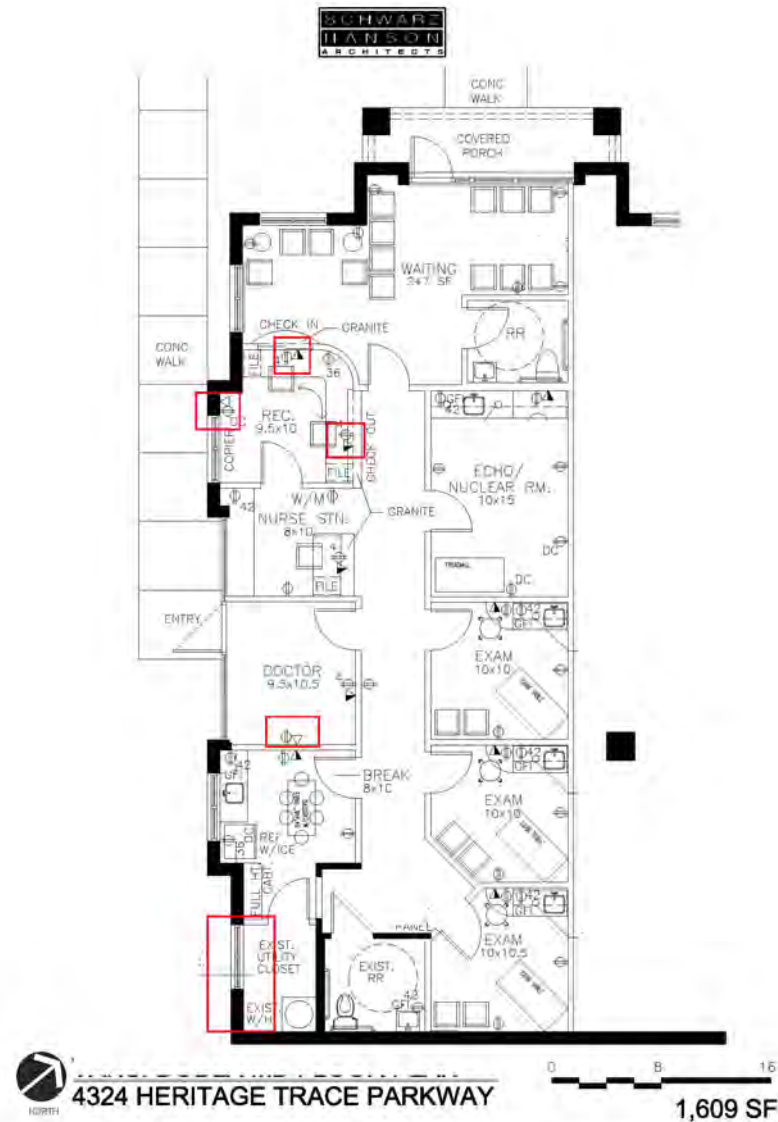 SCHWARZ
HANSON
ARCHITECTS
CONC
WALK
COVERED
PORCH
WAITING
247 SF
CHECK IN
GRANITE
RR
CONC
WALK
FILE
36
REC.
9.5x10
COPIER
FILE
CHECK OUT
GFI
42
ECHO/
NUCLEAR RM.
10x15
W/M
42
NURSE STN.
8x10
GRANITE
FILE
DC
DC
ENTRY
42
GFI
EXAM
10x10
DOCTOR
9.5x10.5
42
GFI
BREAK
8x10
42
GFI
EXAM
10x10
REF
W/ICE
DC
36
FULL HT.
CABT.
42
GFI
PANEL
EXAM
10x10.5
EXIST.
UTILITY
CLOSET
EXIST.
RR
42
GFI
EXIST.
W/H
NORTH
4324 HERITAGE TRACE PARKWAY
0 8 16
1,609 SF